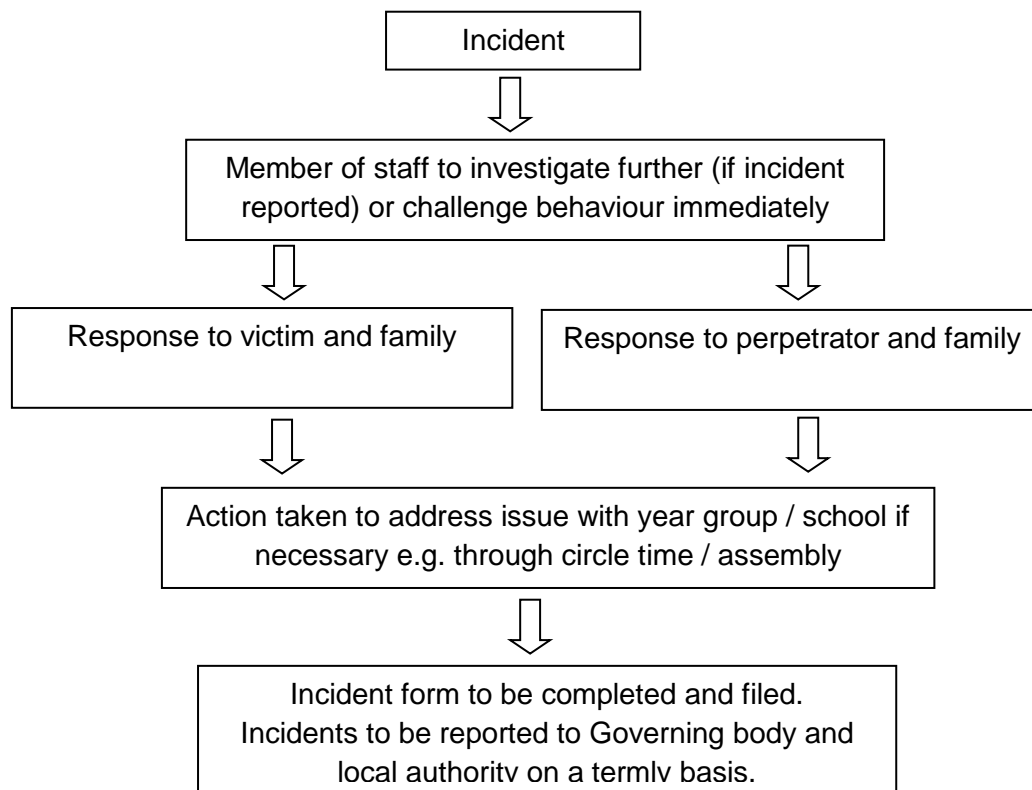 Incident
Member of staff to investigate further (if incident
reported) or challenge behaviour immediately
Response to victim and family
Response to perpetrator and family
Action taken to address issue with year group / school if
necessary e.g. through circle time / assembly
Incident form to be completed and filed.
Incidents to be reported to Governing body and
local authority on a termly basis.